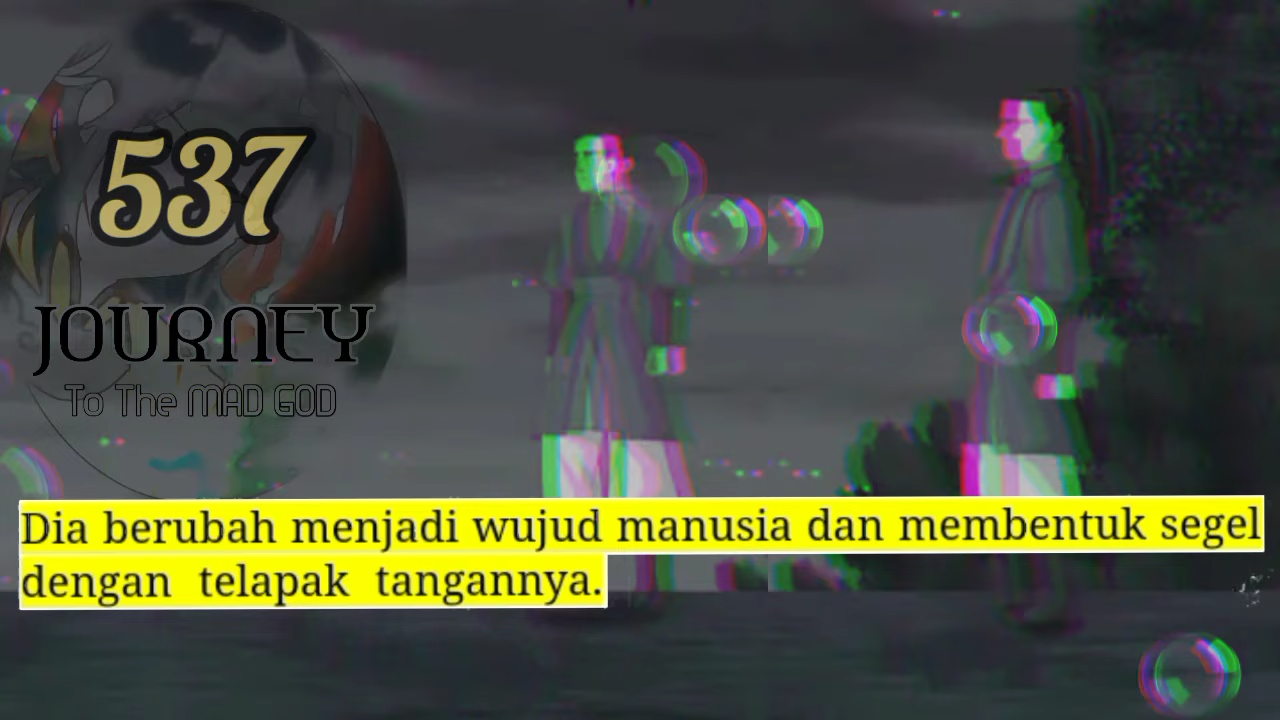 537
JOURNEY
To The MAD GOD
Dia berubah menjadi wujud manusia dan membentuk segel
dengan telapak tangannya.